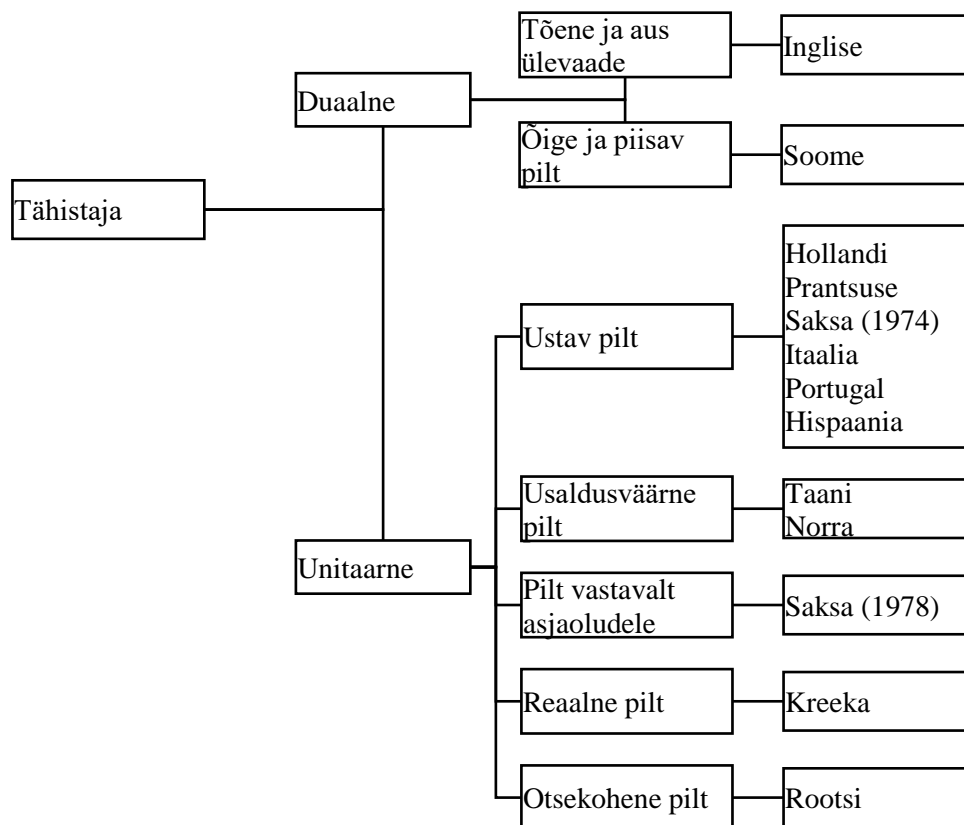 Tähistaja
Duaalne
Tõene ja aus
ülevaade
Inglise
Õige ja piisav
pilt
Soome
Unitaarne
Ustav pilt
Hollandi
Prantsuse
Saksa (1974)
Itaalia
Portugal
Hispaania
Usaldusväärne
pilt
Taani
Norra
Pilt vastavalt
asjaoludele
Saksa (1978)
Reaalne pilt
Kreeka
Otsekohene pilt
Rootsi